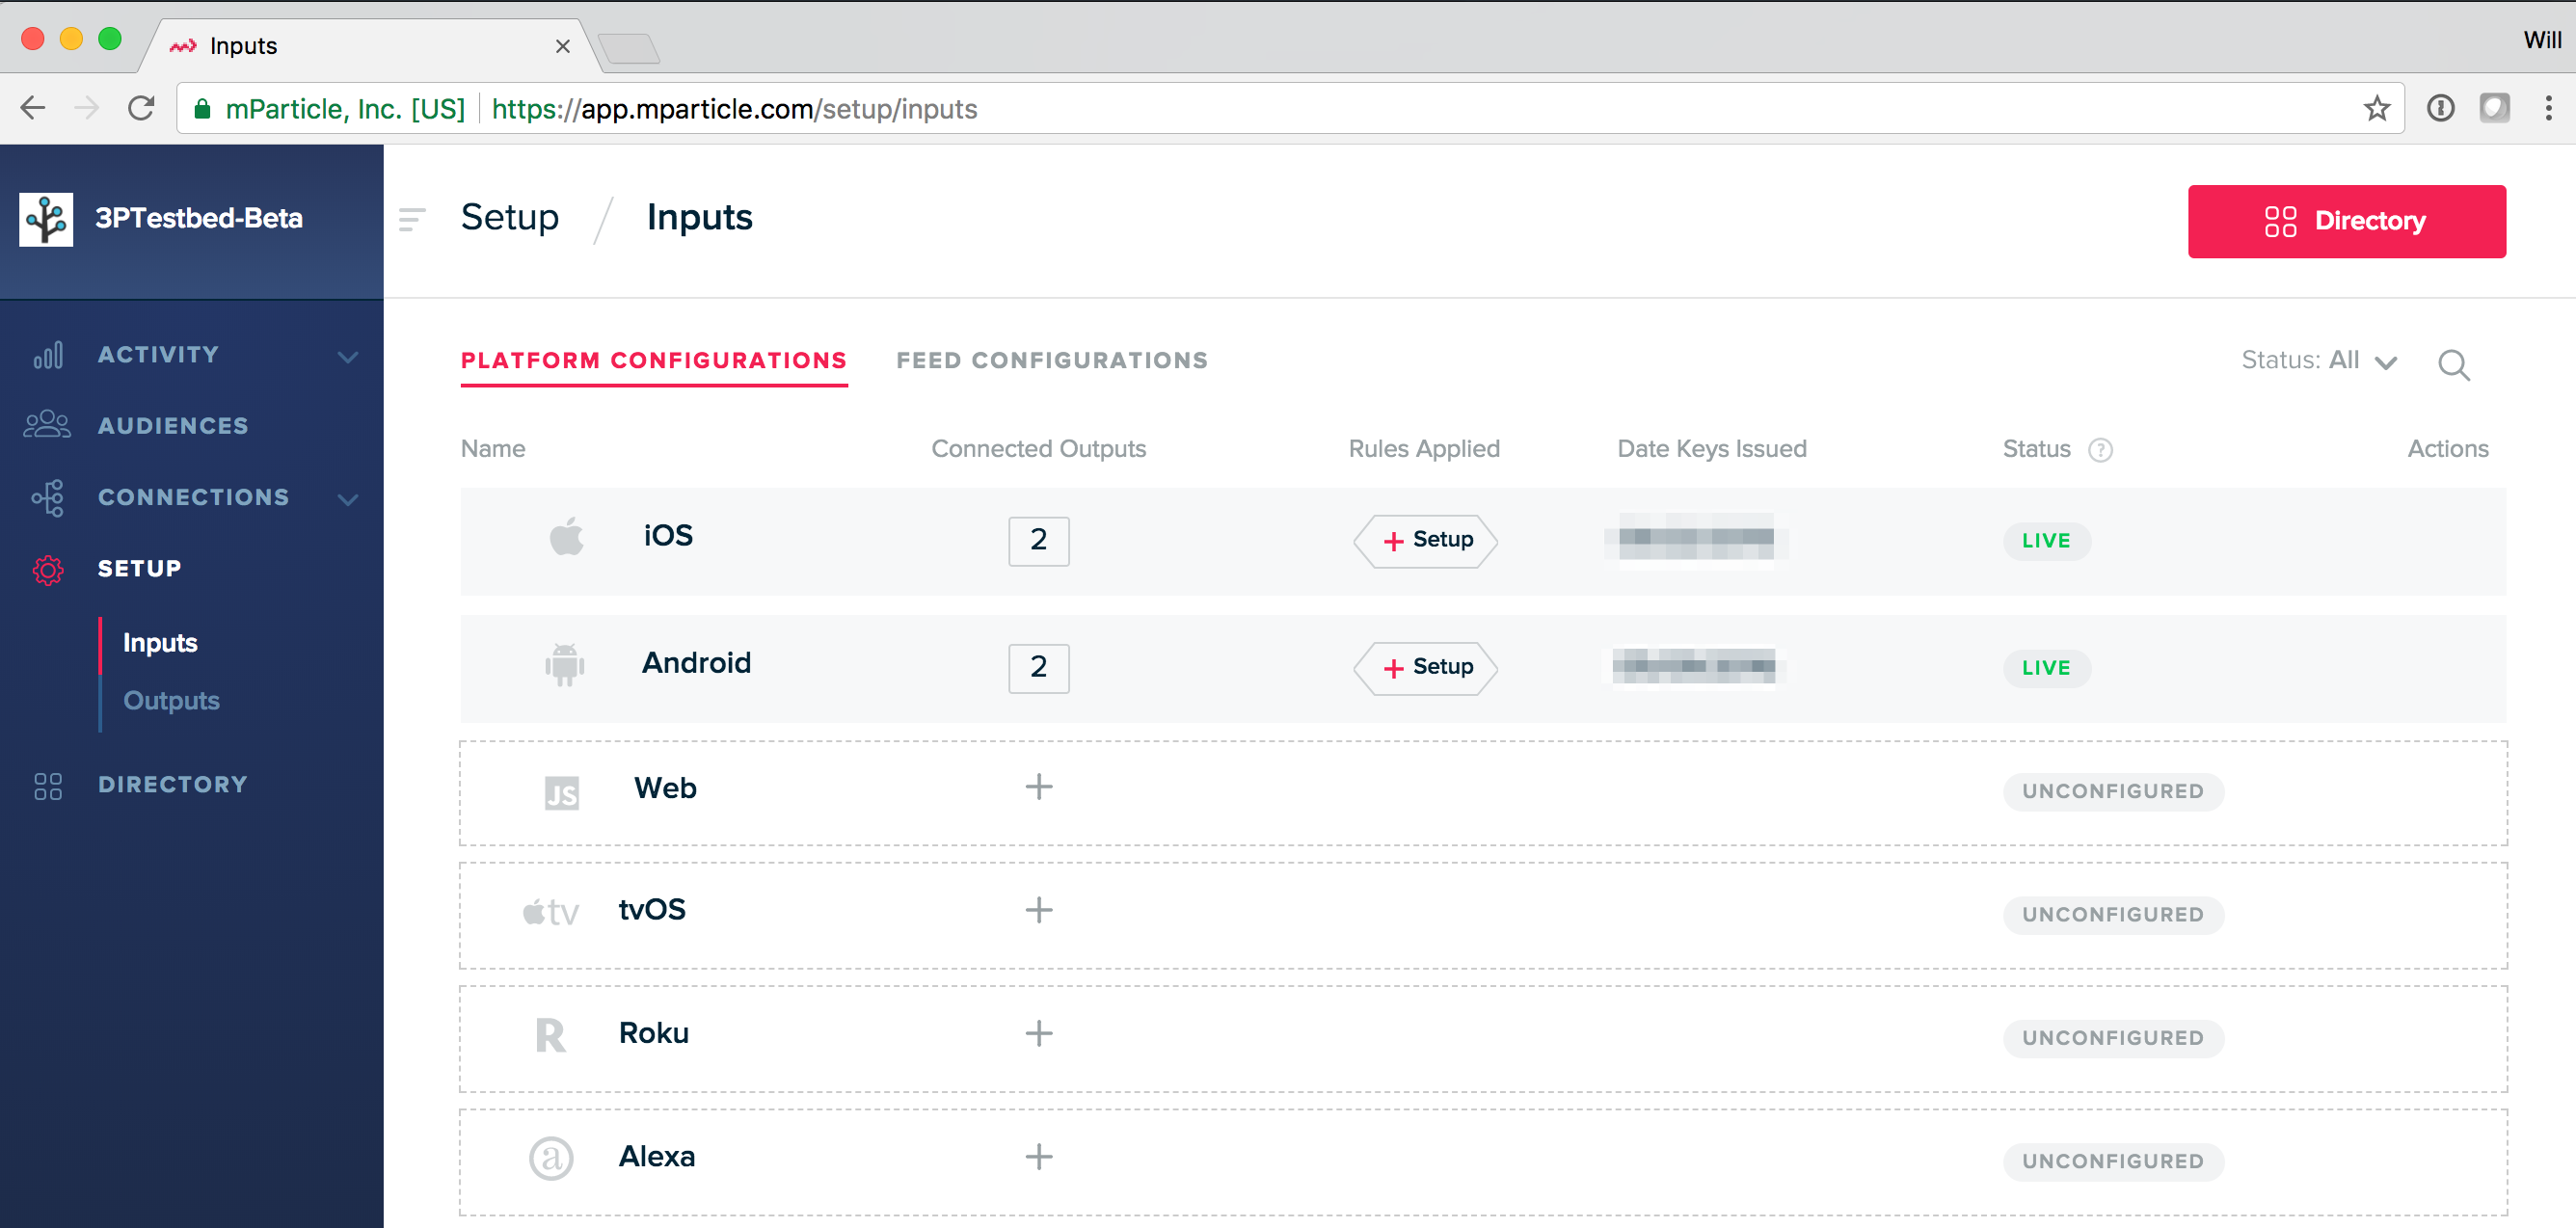 Inputs
Will
mParticle, Inc. [US] https://app.mparticle.com/setup/inputs
3PTestbed-Beta
Setup / Inputs
Directory
ACTIVITY
AUDIENCES
CONNECTIONS
SETUP
Inputs
Outputs
DIRECTORY
PLATFORM CONFIGURATIONS FEED CONFIGURATIONS Status: All
Name Connected Outputs Rules Applied Date Keys Issued Status ? Actions
iOS 2 + Setup LIVE
Android 2 + Setup LIVE
JS Web + UNCONFIGURED
tv tvOS + UNCONFIGURED
R Roku + UNCONFIGURED
a Alexa + UNCONFIGURED